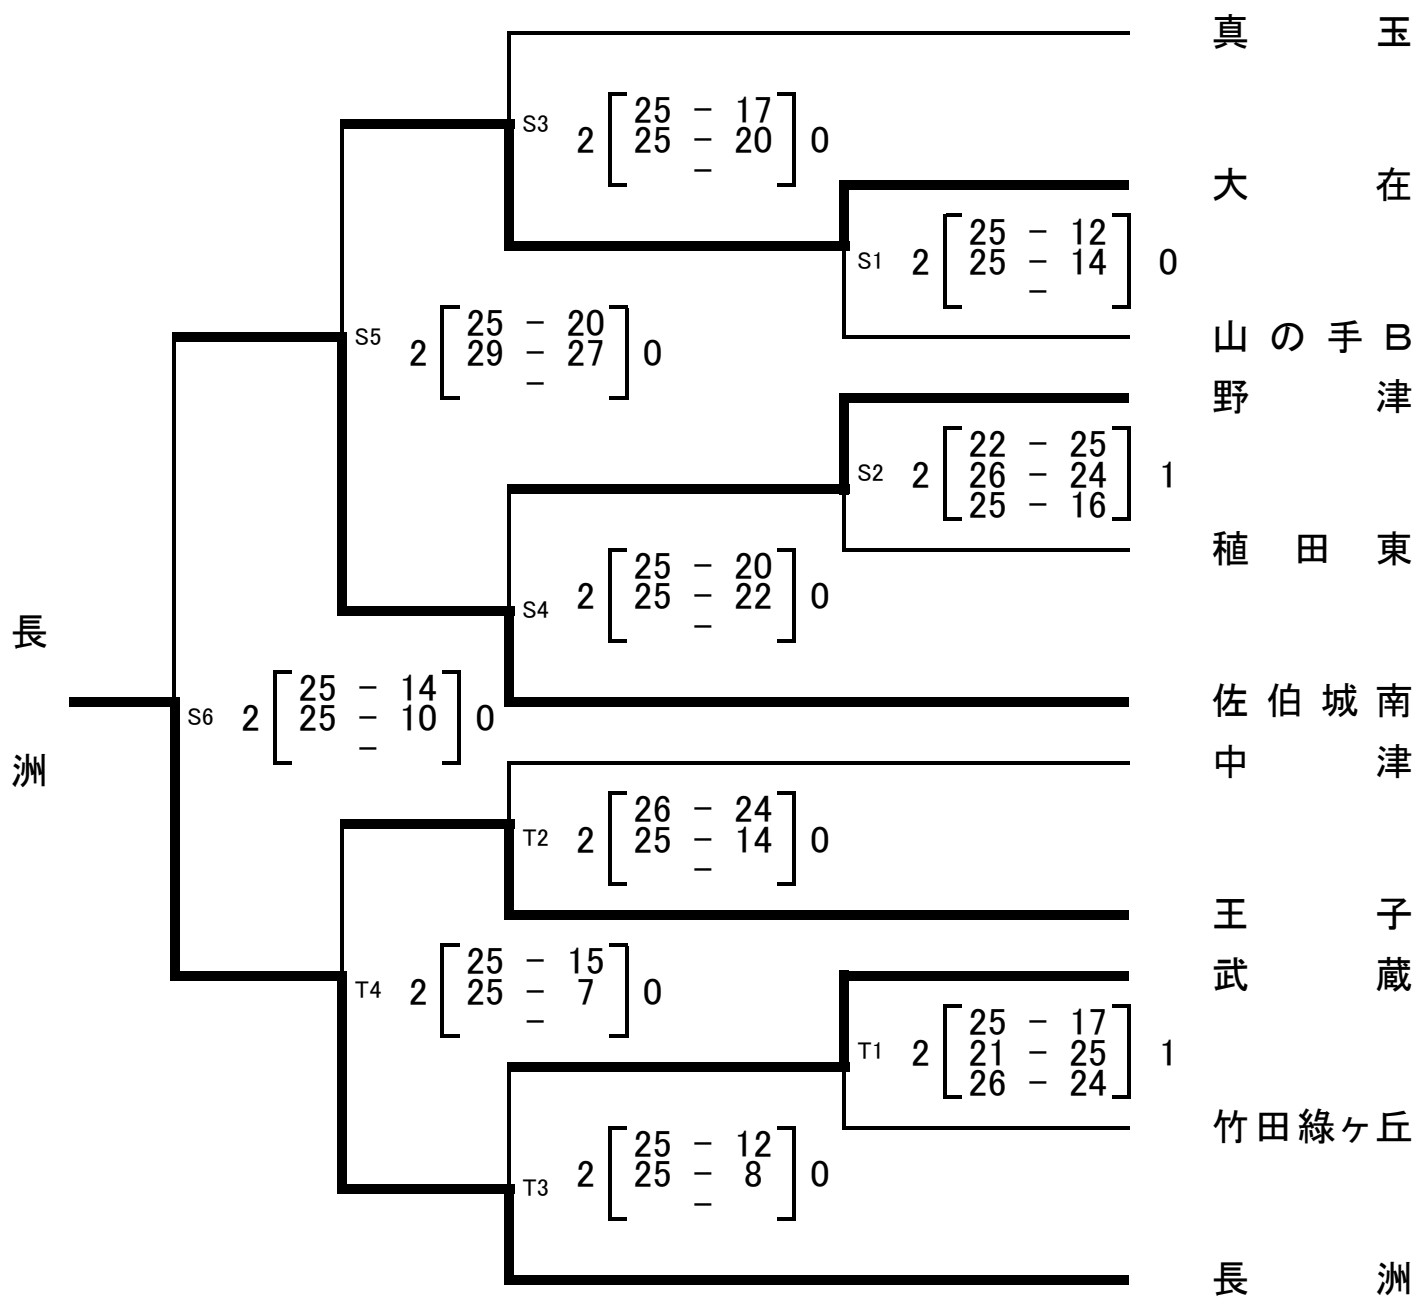 真玉
S3 2 25 - 17 0
25 - 20
-
大在
S1 2 25 - 12 0
25 - 14
-
山の手B
S5 2 25 - 20 0
29 - 27
-
野津
S2 2 22 - 25 1
26 - 24
25 - 16
稙田東
S4 2 25 - 20 0
25 - 22
-
佐伯城南
長洲
S6 2 25 - 14 0
25 - 10
-
中津
T2 2 26 - 24 0
25 - 14
-
王子
武蔵
T4 2 25 - 15 0
25 - 7
-
T1 2 25 - 17 1
21 - 25
26 - 24
竹田緑ヶ丘
T3 2 25 - 12 0
25 - 8
-
長洲